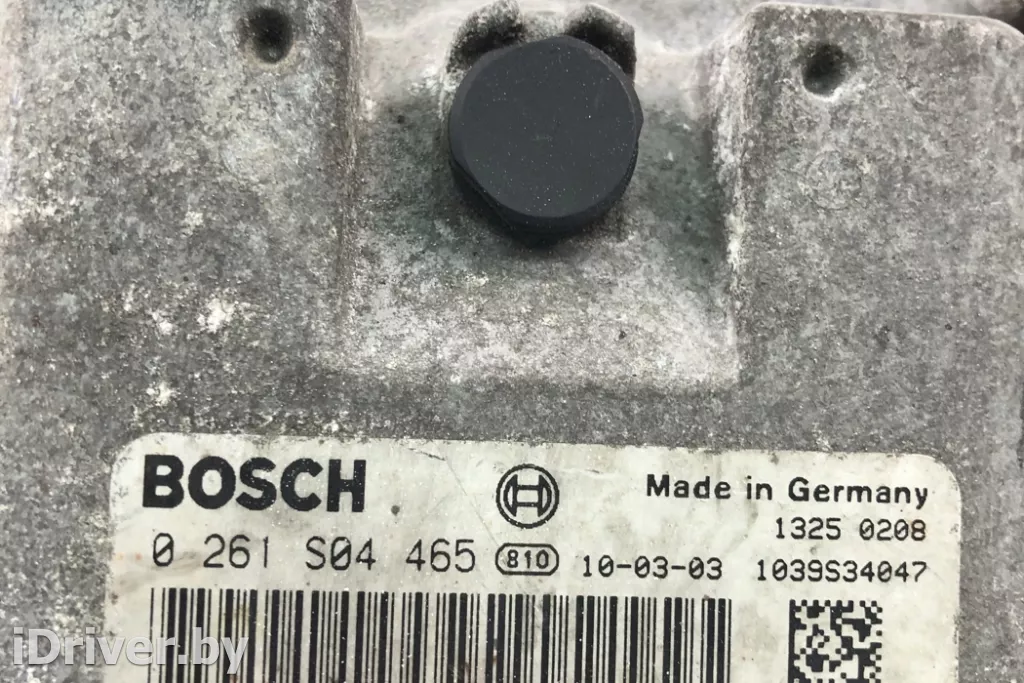 BOSCH
Made in Germany
1325 0208
0 261 S04 465 810 10-03-03 1039S34047
iDriver.by